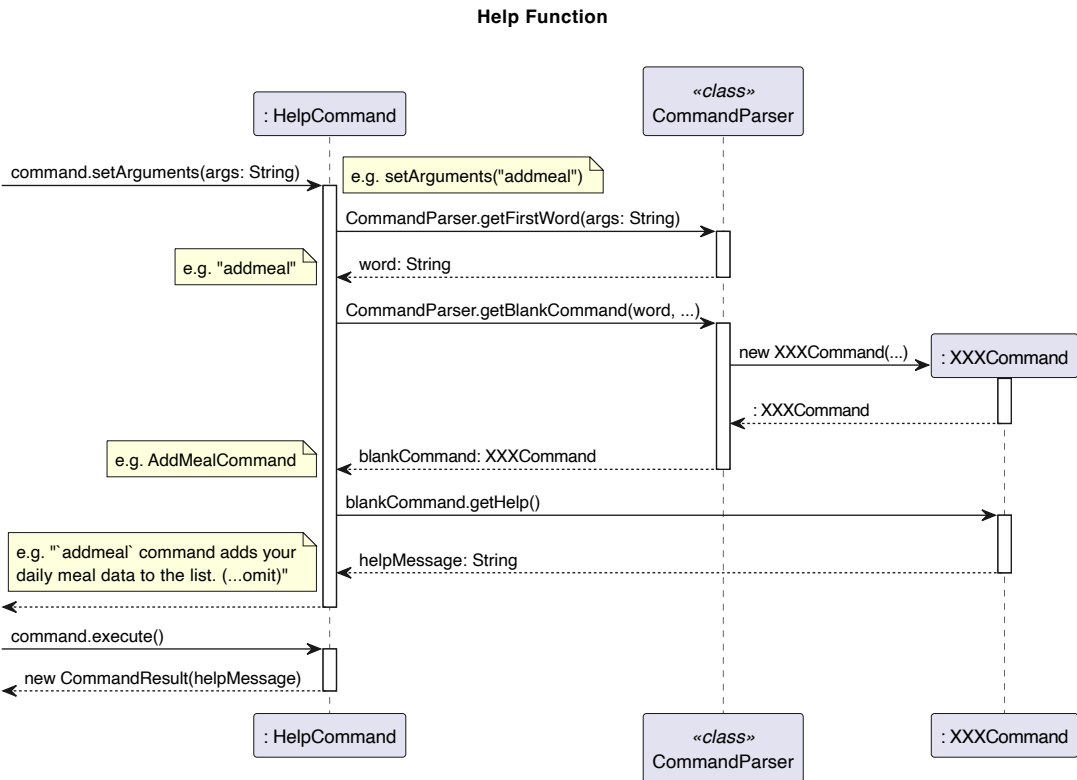 Help Function
«class»
CommandParser
: HelpCommand
command.setArguments(args: String)
e.g. setArguments("addmeal")
CommandParser.getFirstWord(args: String)
e.g. "addmeal"
word: String
CommandParser.getBlankCommand(word, ...)
new XXXCommand(...)
: XXXCommand
: XXXCommand
e.g. AddMealCommand
blankCommand: XXXCommand
blankCommand.getHelp()
e.g. "`addmeal` command adds your
daily meal data to the list. (...omit)"
helpMessage: String
command.execute()
new CommandResult(helpMessage)
: HelpCommand
«class»
CommandParser
: XXXCommand